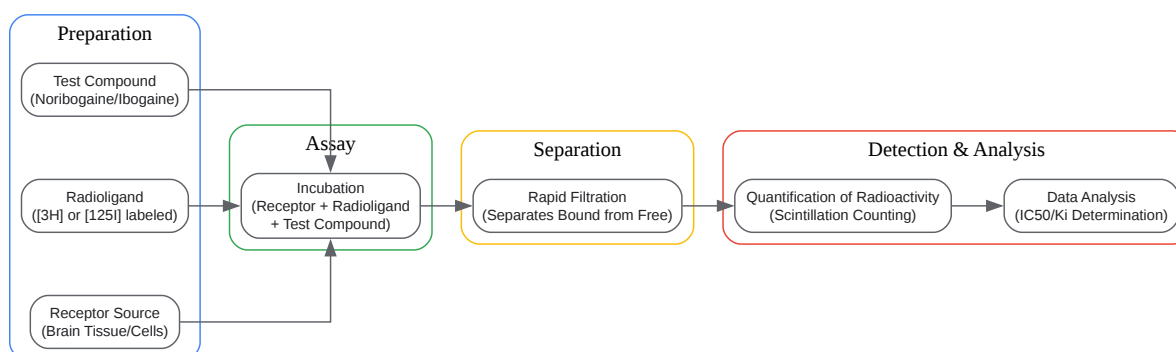 Preparation
Test Compound
(Noribogaine/Ibogaine)
Radioligand
([3H] or [125I] labeled)
Receptor Source
(Brain Tissue/Cells)
Assay
Incubation
(Receptor + Radioligand
+ Test Compound)
Separation
Rapid Filtration
(Separates Bound from Free)
Detection & Analysis
Quantification of Radioactivity
(Scintillation Counting)
Data Analysis
(IC50/Ki Determination)